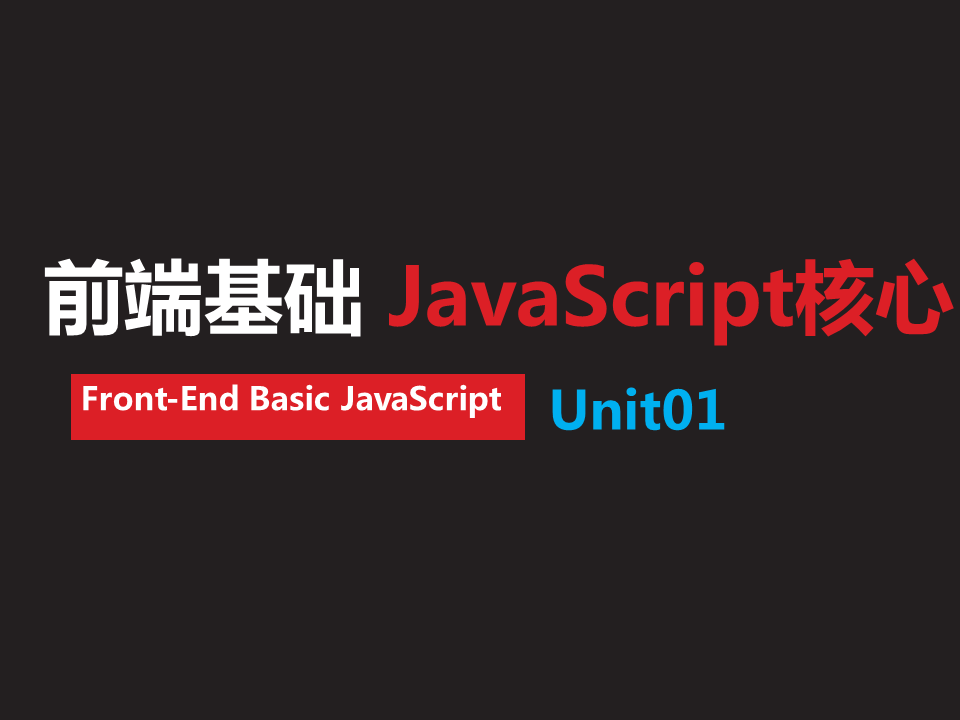 前端基础 JavaScript核心
Front-End Basic JavaScript Unit01